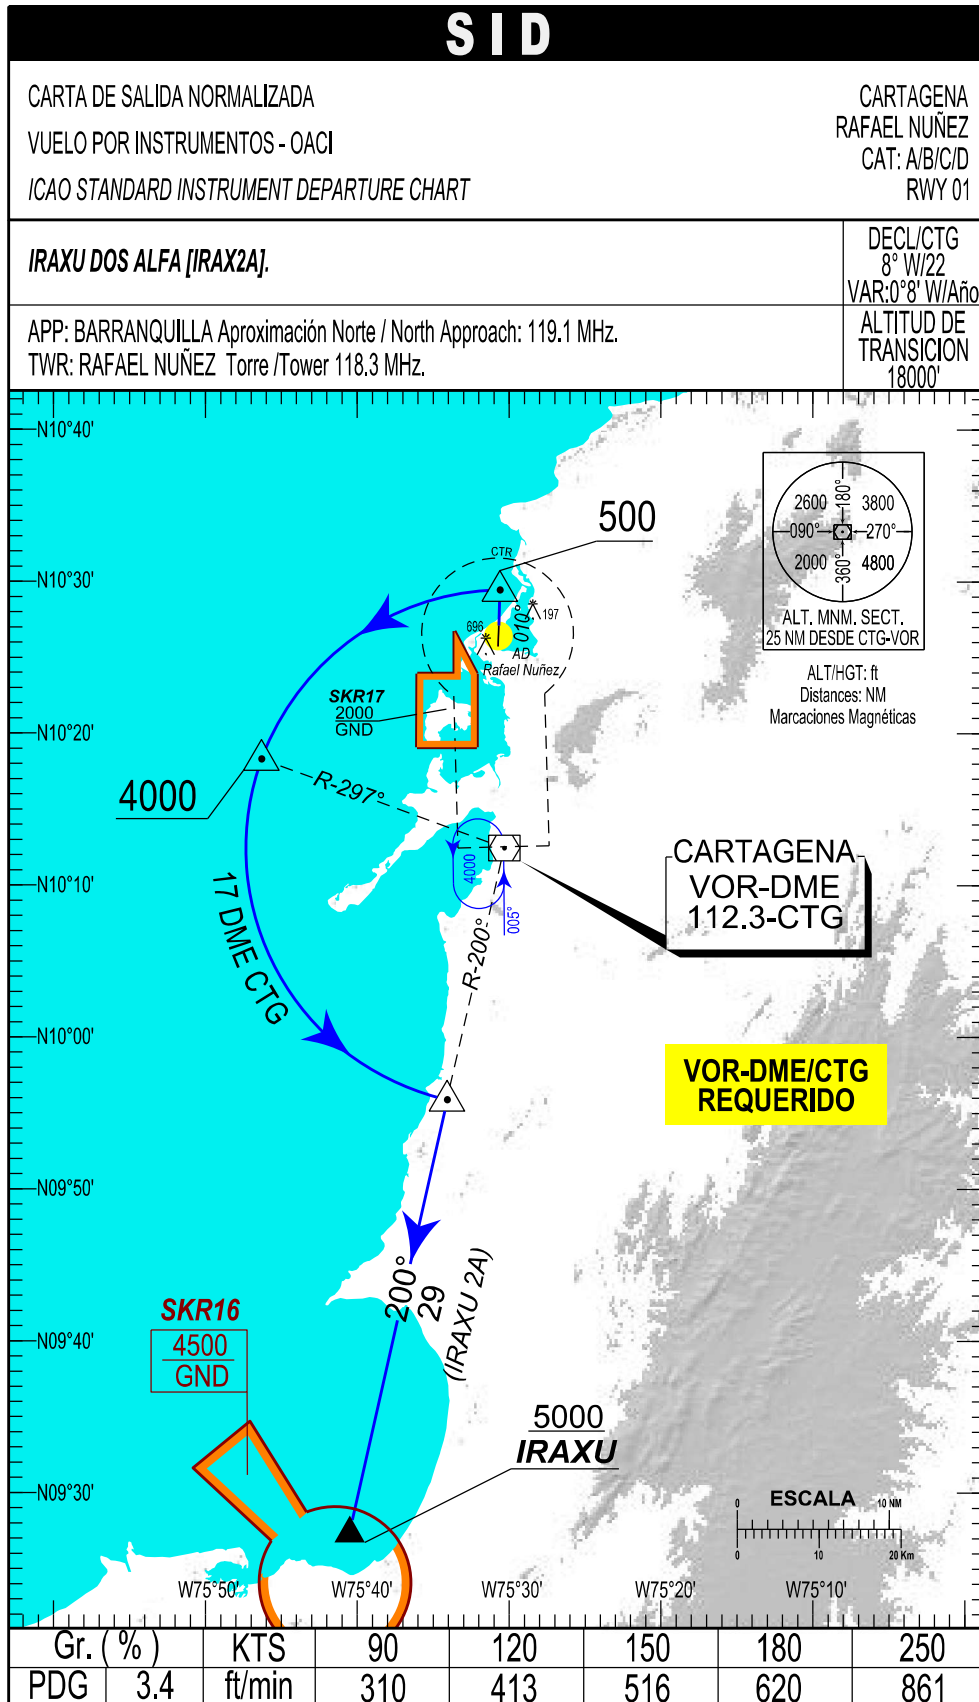 SID
CARTA DE SALIDA NORMALIZADA
VUELO POR INSTRUMENTOS - OACI
ICAO STANDARD INSTRUMENT DEPARTURE CHART
CARTAGENA
RAFAEL NUÑEZ
CAT: A/B/C/D
RWY 01
IRAXU DOS ALFA [IRAX2A].
DECL/CTG
8° W/22
VAR:0°8' W/Año
APP: BARRANQUILLA Aproximación Norte / North Approach: 119.1 MHz.
TWR: RAFAEL NUÑEZ Torre /Tower 118.3 MHz.
ALTITUD DE
TRANSICION
18000'
N10°40'
2600
180°
3800
090°
270°
2000
360°
4800
ALT. MNM. SECT.
25 NM DESDE CTG-VOR
ALT/HGT: ft
Distances: NM
Marcaciones Magnéticas
500
CTR
N10°30'
010°
197
696
AD
Rafael Nuñez
SKR17
2000
GND
N10°20'
4000
R-297°
4000
005°
N10°10'
CARTAGENA
VOR-DME
112.3-CTG
17 DME CTG
R-200°
N10°00'
VOR-DME/CTG
REQUERIDO
N09°50'
200°
29
(IRAXU 2A)
SKR16
4500
GND
N09°40'
5000
IRAXU
N09°30'
0 ESCALA 10 NM
0 10 20 Km
W75°50' W75°40' W75°30' W75°20' W75°10'
Gr. ( % ) KTS 90 120 150 180 250
PDG 3.4 ft/min 310 413 516 620 861